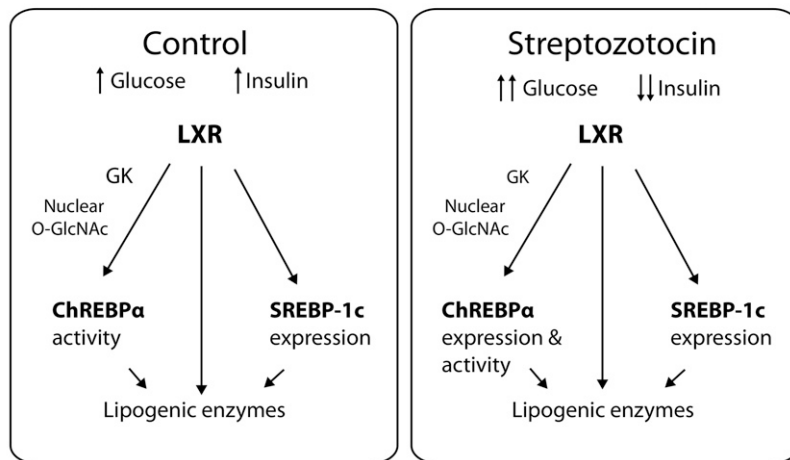 Control
↑ Glucose ↑ Insulin
LXR
GK
Nuclear
O-GlcNAc
ChREBPα
activity
SREBP-1c
expression
Lipogenic enzymes
Streptozotocin
↑↑ Glucose ↓↓ Insulin
LXR
GK
Nuclear
O-GlcNAc
ChREBPα
expression &
activity
SREBP-1c
expression
Lipogenic enzymes